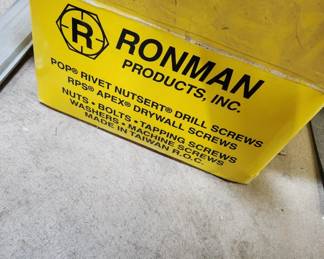 R
RONMAN
PRODUCTS, INC.
POP® RIVET NUTSERT® DRILL SCREWS
RPS® APEX® DRYWALL SCREWS
NUTS • BOLTS • TAPPING SCREWS
WASHERS • MACHINE SCREWS
MADE IN TAIWAN R.O.C.